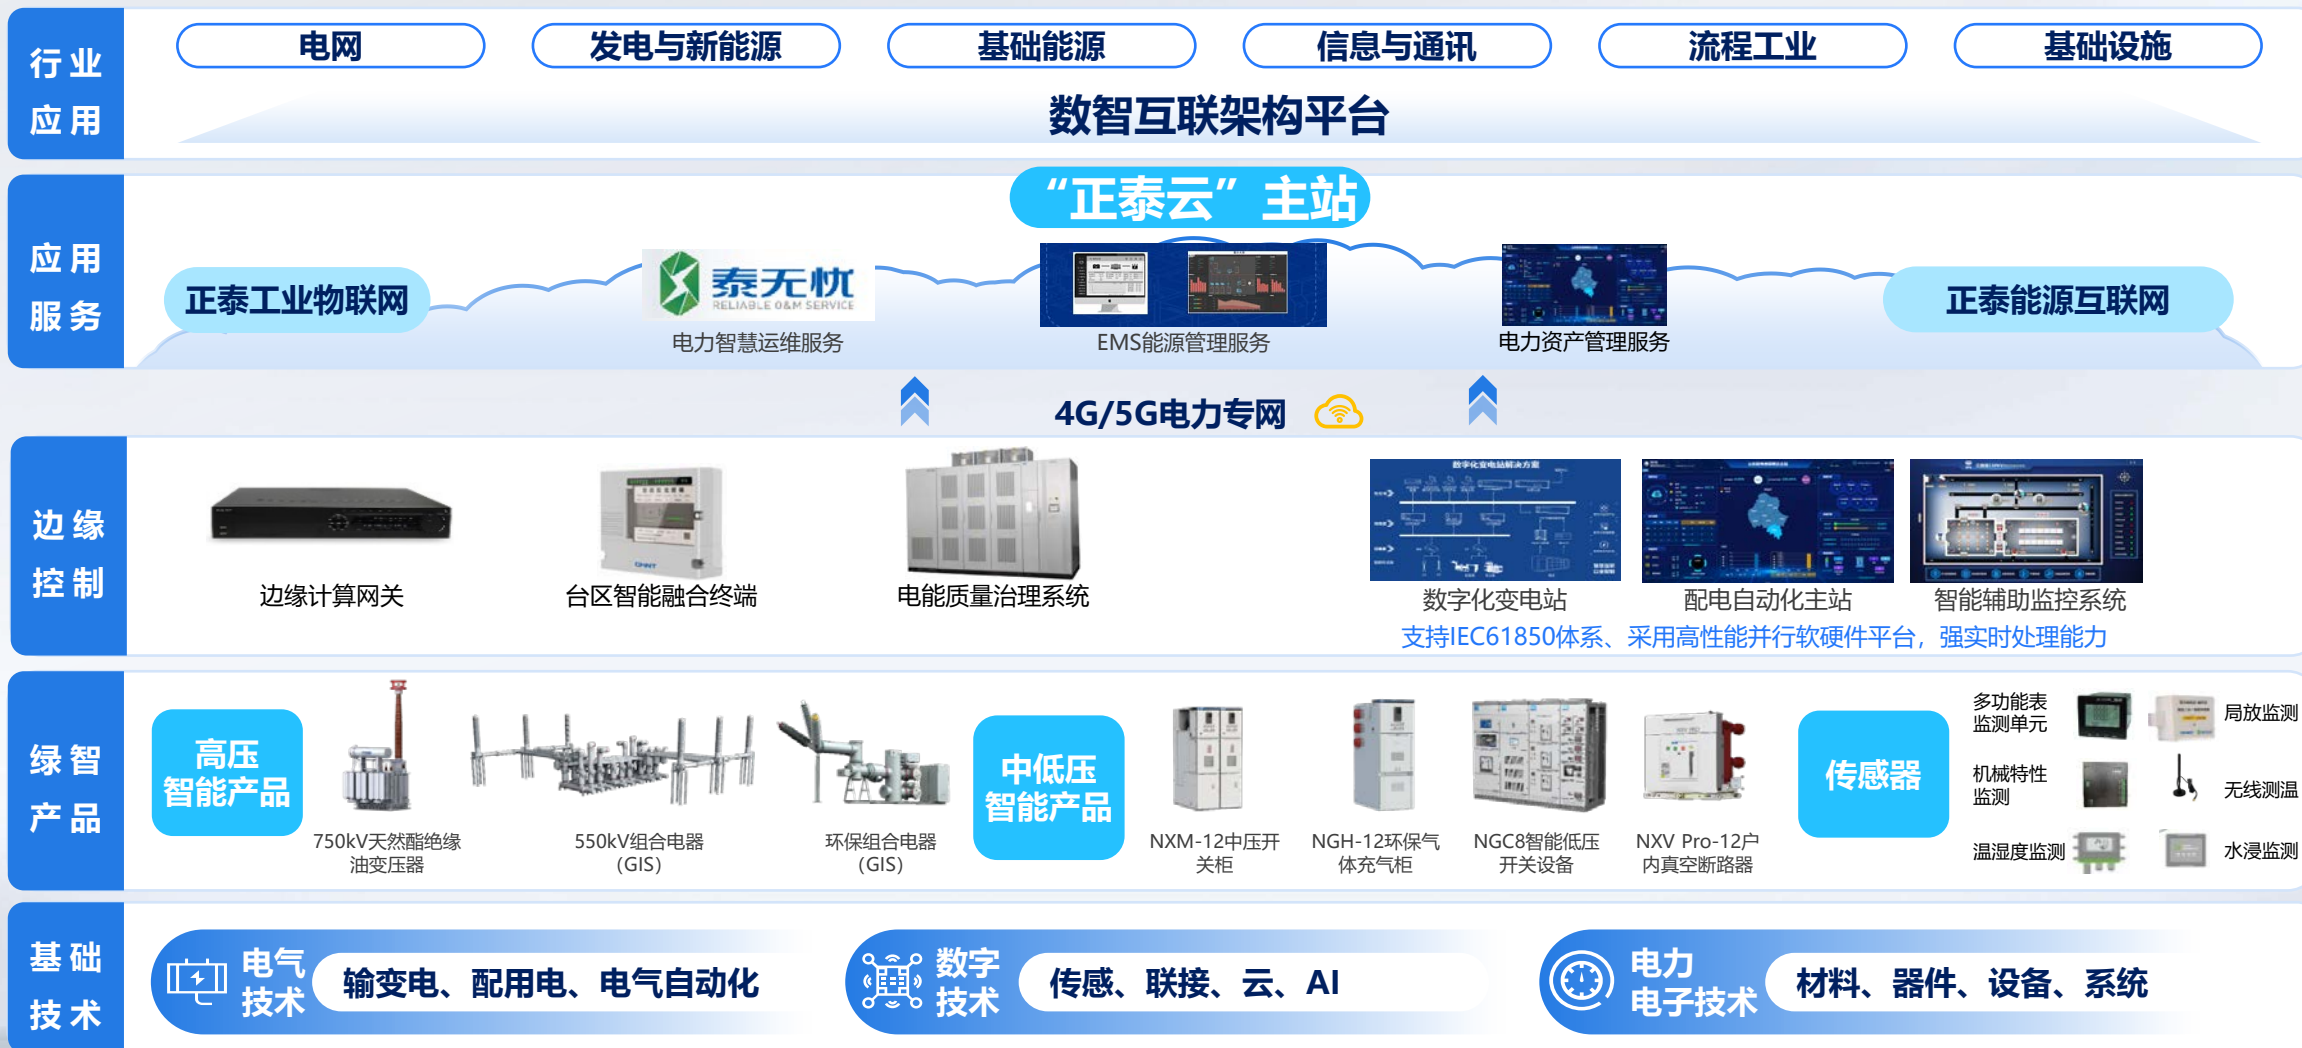 行业
应用
电网
发电与新能源
基础能源
信息与通讯
流程工业
基础设施
数智互联架构平台
应用
服务
“正泰云”主站
正泰工业物联网
泰无忧
RELIABLE O&M SERVICE
电力智慧运维服务
EMS能源管理服务
电力资产管理服务
正泰能源互联网
4G/5G电力专网
边缘
控制
边缘计算网关
CHNT
台区智能融合终端
电能质量治理系统
数字化变电站解决方案
数字化变电站
配电自动化主站
智能辅助监控系统
支持IEC61850体系、采用高性能并行软硬件平台，强实时处理能力
绿智
产品
高压
智能产品
750kV天然酯绝缘
油变压器
550kV组合电器
（GIS）
环保组合电器
（GIS）
中低压
智能产品
NXM-12中压开
关柜
NGH-12环保气
体充气柜
NGC8智能低压
开关设备
NXV Pro-12户
内真空断路器
传感器
多功能表
监测单元
局放监测
机械特性
监测
无线测温
温湿度监测
水浸监测
基础
技术
电气
技术
输变电、配用电、电气自动化
数字
技术
传感、联接、云、AI
电力
电子技术
材料、器件、设备、系统